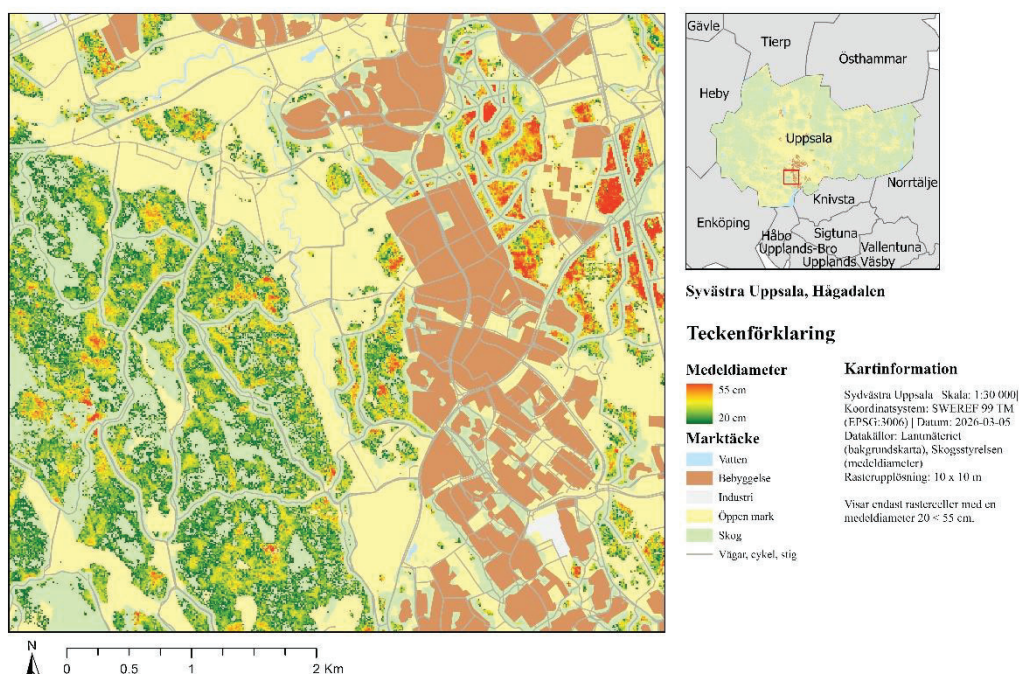 Gävle
Tierp
Östhammar
Heby
Uppsala
Norrtälje
Knivsta
Enköping
Håbo
Sigtuna
Upplands-Bro
Vallentuna
Upplands Väsby
Syvästra Uppsala, Hågadalen
Teckenförklaring
Medeldiameter
55 cm
20 cm
Marktäcke
Vatten
Bebyggelse
Industri
Öppen mark
Skog
Vägar, cykel, stig
Kartinformation
Sydvästra Uppsala Skala: 1:30 000|
Koordinatsystem: SWEREF 99 TM
(EPSG:3006) | Datum: 2026-03-05
Datakällor: Lantmäteriet
(bakgrundskarta), Skogsstyrelsen
(medeldiameter)
Rasterupplösning: 10 x 10 m
Visar endast rasterceller med en
medeldiameter 20 < 55 cm.
N
0 0.5 1 2 Km